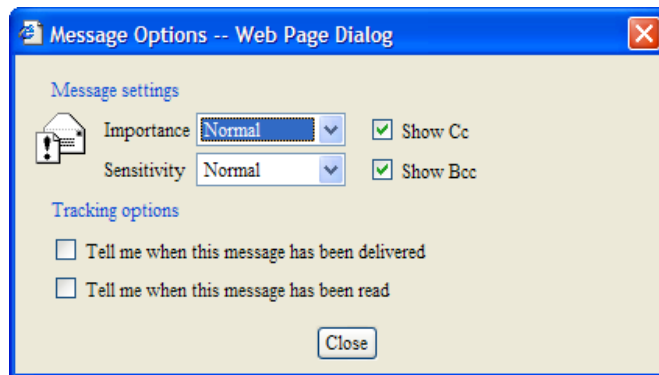 Message Options -- Web Page Dialog
Message settings
Importance Normal Show Cc
Sensitivity Normal Show Bcc
Tracking options
Tell me when this message has been delivered
Tell me when this message has been read
Close